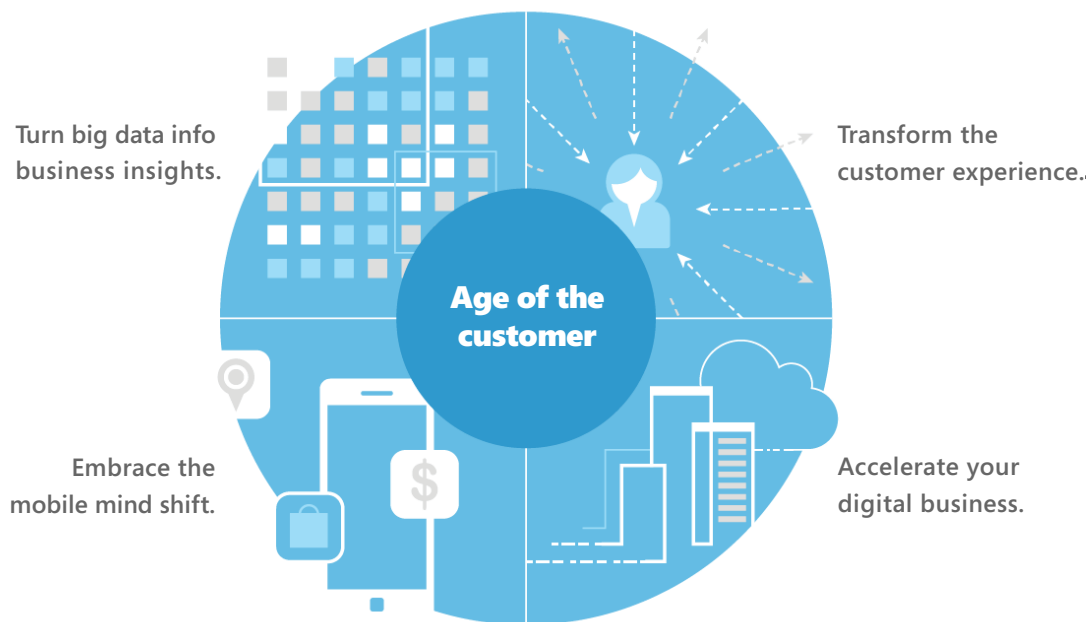 Turn big data info
business insights.
Transform the
customer experience..
Age of the
customer
$
Embrace the
mobile mind shift.
Accelerate your
digital business.